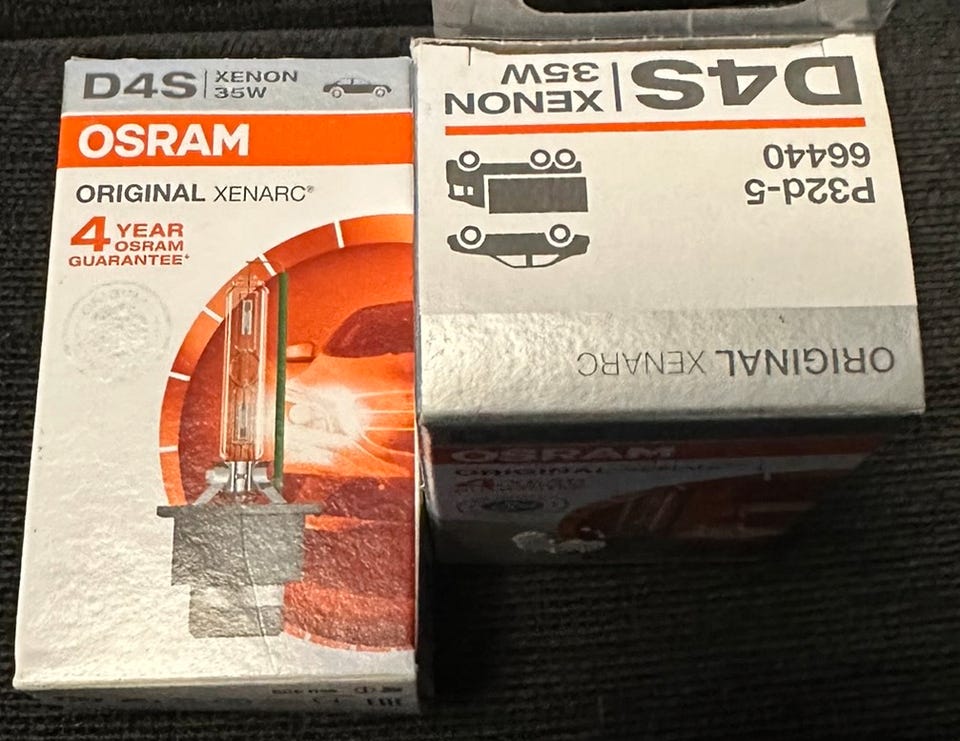 D4S
XENON
35W
OSRAM
ORIGINAL XENARC®
4 YEAR
OSRAM
GUARANTEE+
D4S
XENON
35W
P32d-5
66440
ORIGINAL XENARC
OSRAM
ORIGINAL